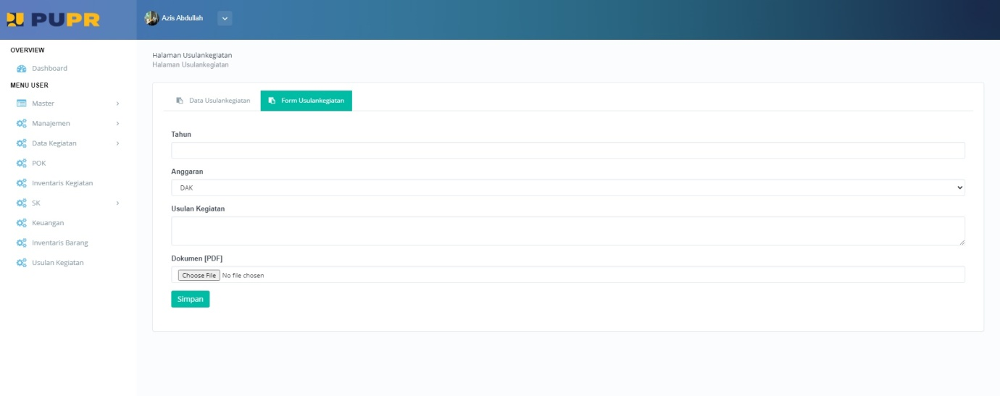 PUPR
Azis Abdullah
OVERVIEW
Dashboard
MENU USER
Master
Manajemen
Data Kegiatan
POK
Inventaris Kegiatan
SK
Keuangan
Inventaris Barang
Usulan Kegiatan
Halaman Usulankegiatan
Halaman Usulankegiatan
Data Usulankegiatan
Form Usulankegiatan
Tahun
Anggaran
DAK
Usulan Kegiatan
Dokumen [PDF]
Choose File No file chosen
Simpan